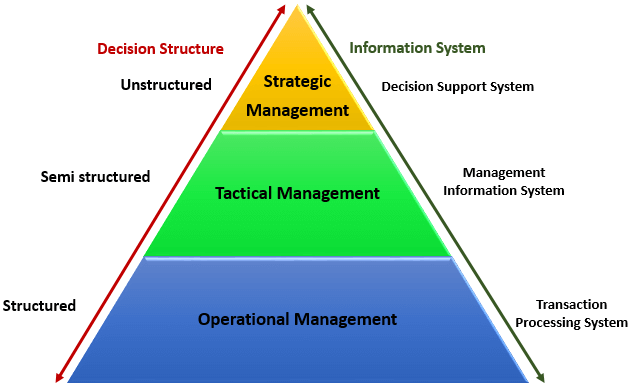 Decision Structure
Information System
Unstructured
Strategic
Management
Decision Support System
Semi structured
Tactical Management
Management
Information System
Structured
Operational Management
Transaction
Processing System